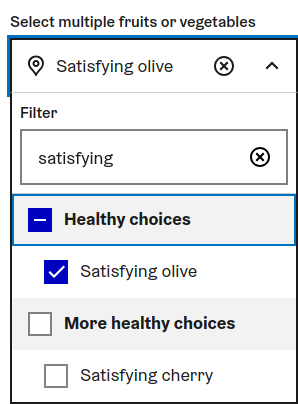 Select multiple fruits or vegetables
Satisfying olive
Filter
satisfying
Healthy choices
Satisfying olive
More healthy choices
Satisfying cherry